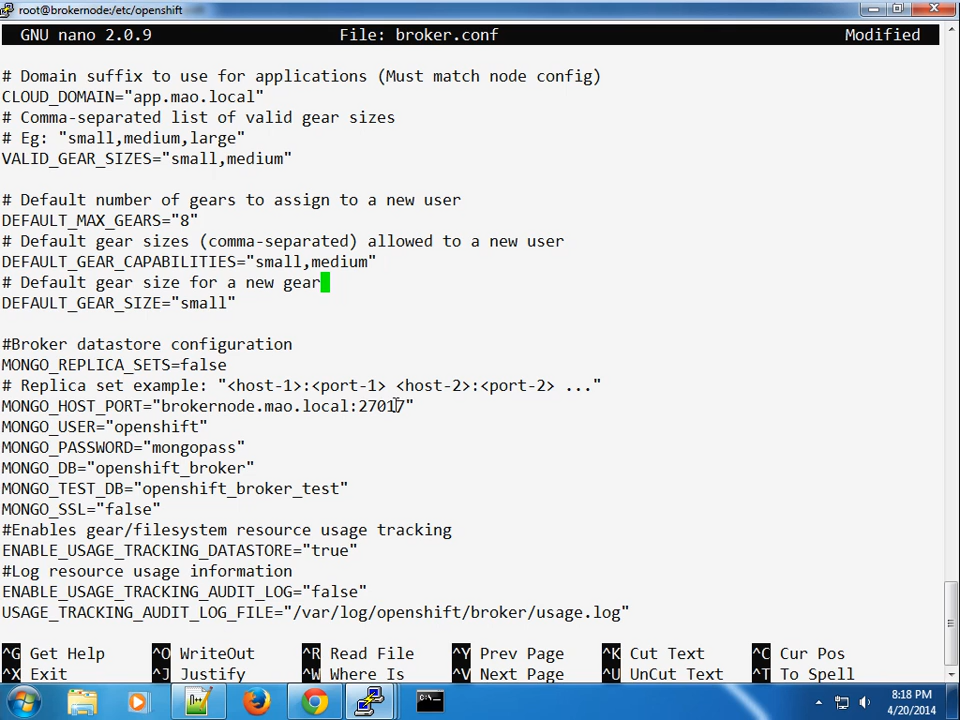 root@brokernode:/etc/openshift
GNU nano 2.0.9 File: broker.conf Modified
# Domain suffix to use for applications (Must match node config)
CLOUD_DOMAIN="app.mao.local"
# Comma-separated list of valid gear sizes
# Eg: "small,medium,large"
VALID_GEAR_SIZES="small,medium"
# Default number of gears to assign to a new user
DEFAULT_MAX_GEARS="8"
# Default gear sizes (comma-separated) allowed to a new user
DEFAULT_GEAR_CAPABILITIES="small,medium"
# Default gear size for a new gear
DEFAULT_GEAR_SIZE="small"
#Broker datastore configuration
MONGO_REPLICA_SETS=false
# Replica set example: "<host-1>:<port-1> <host-2>:<port-2> ..."
MONGO_HOST_PORT="brokernode.mao.local:27017"
MONGO_USER="openshift"
MONGO_PASSWORD="mongopass"
MONGO_DB="openshift_broker"
MONGO_TEST_DB="openshift_broker_test"
MONGO_SSL="false"
#Enables gear/filesystem resource usage tracking
ENABLE_USAGE_TRACKING_DATASTORE="true"
#Log resource usage information
ENABLE_USAGE_TRACKING_AUDIT_LOG="false"
USAGE_TRACKING_AUDIT_LOG_FILE="/var/log/openshift/broker/usage.log"
^G Get Help ^O WriteOut ^R Read File ^Y Prev Page ^K Cut Text ^C Cur Pos
^X Exit ^J Justify ^W Where Is ^V Next Page ^U UnCut Text ^T To Spell
8:18 PM
4/20/2014